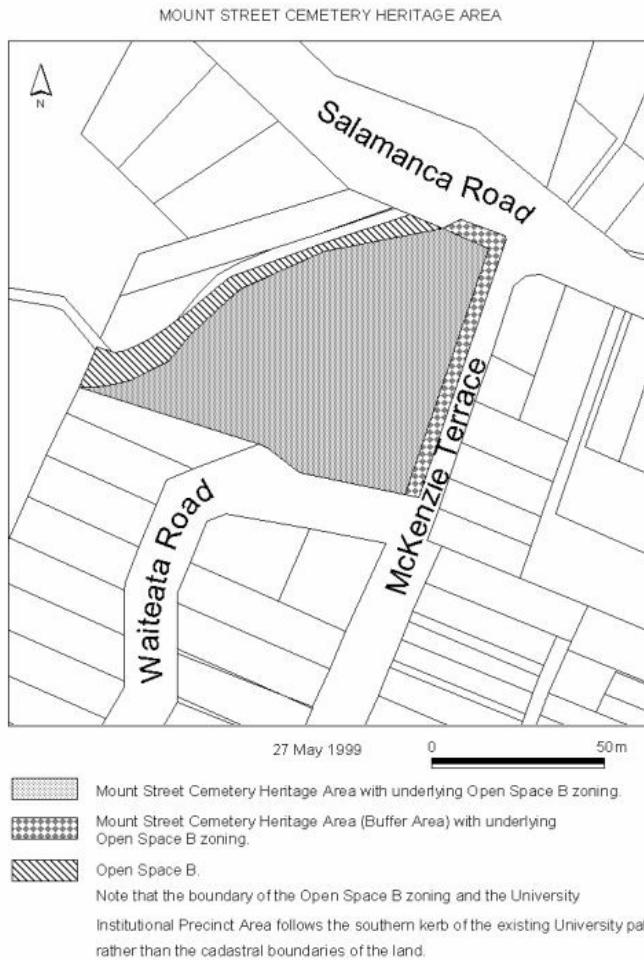 MOUNT STREET CEMETERY HERITAGE AREA
N
Salamanca Road
McKenzie Terrace
Waiteata Road
27 May 1999
0 50m
Mount Street Cemetery Heritage Area with underlying Open Space B zoning.
Mount Street Cemetery Heritage Area (Buffer Area) with underlying
Open Space B zoning.
Open Space B.
Note that the boundary of the Open Space B zoning and the University
Institutional Precinct Area follows the southern kerb of the existing University
rather than the cadastral boundaries of the land.